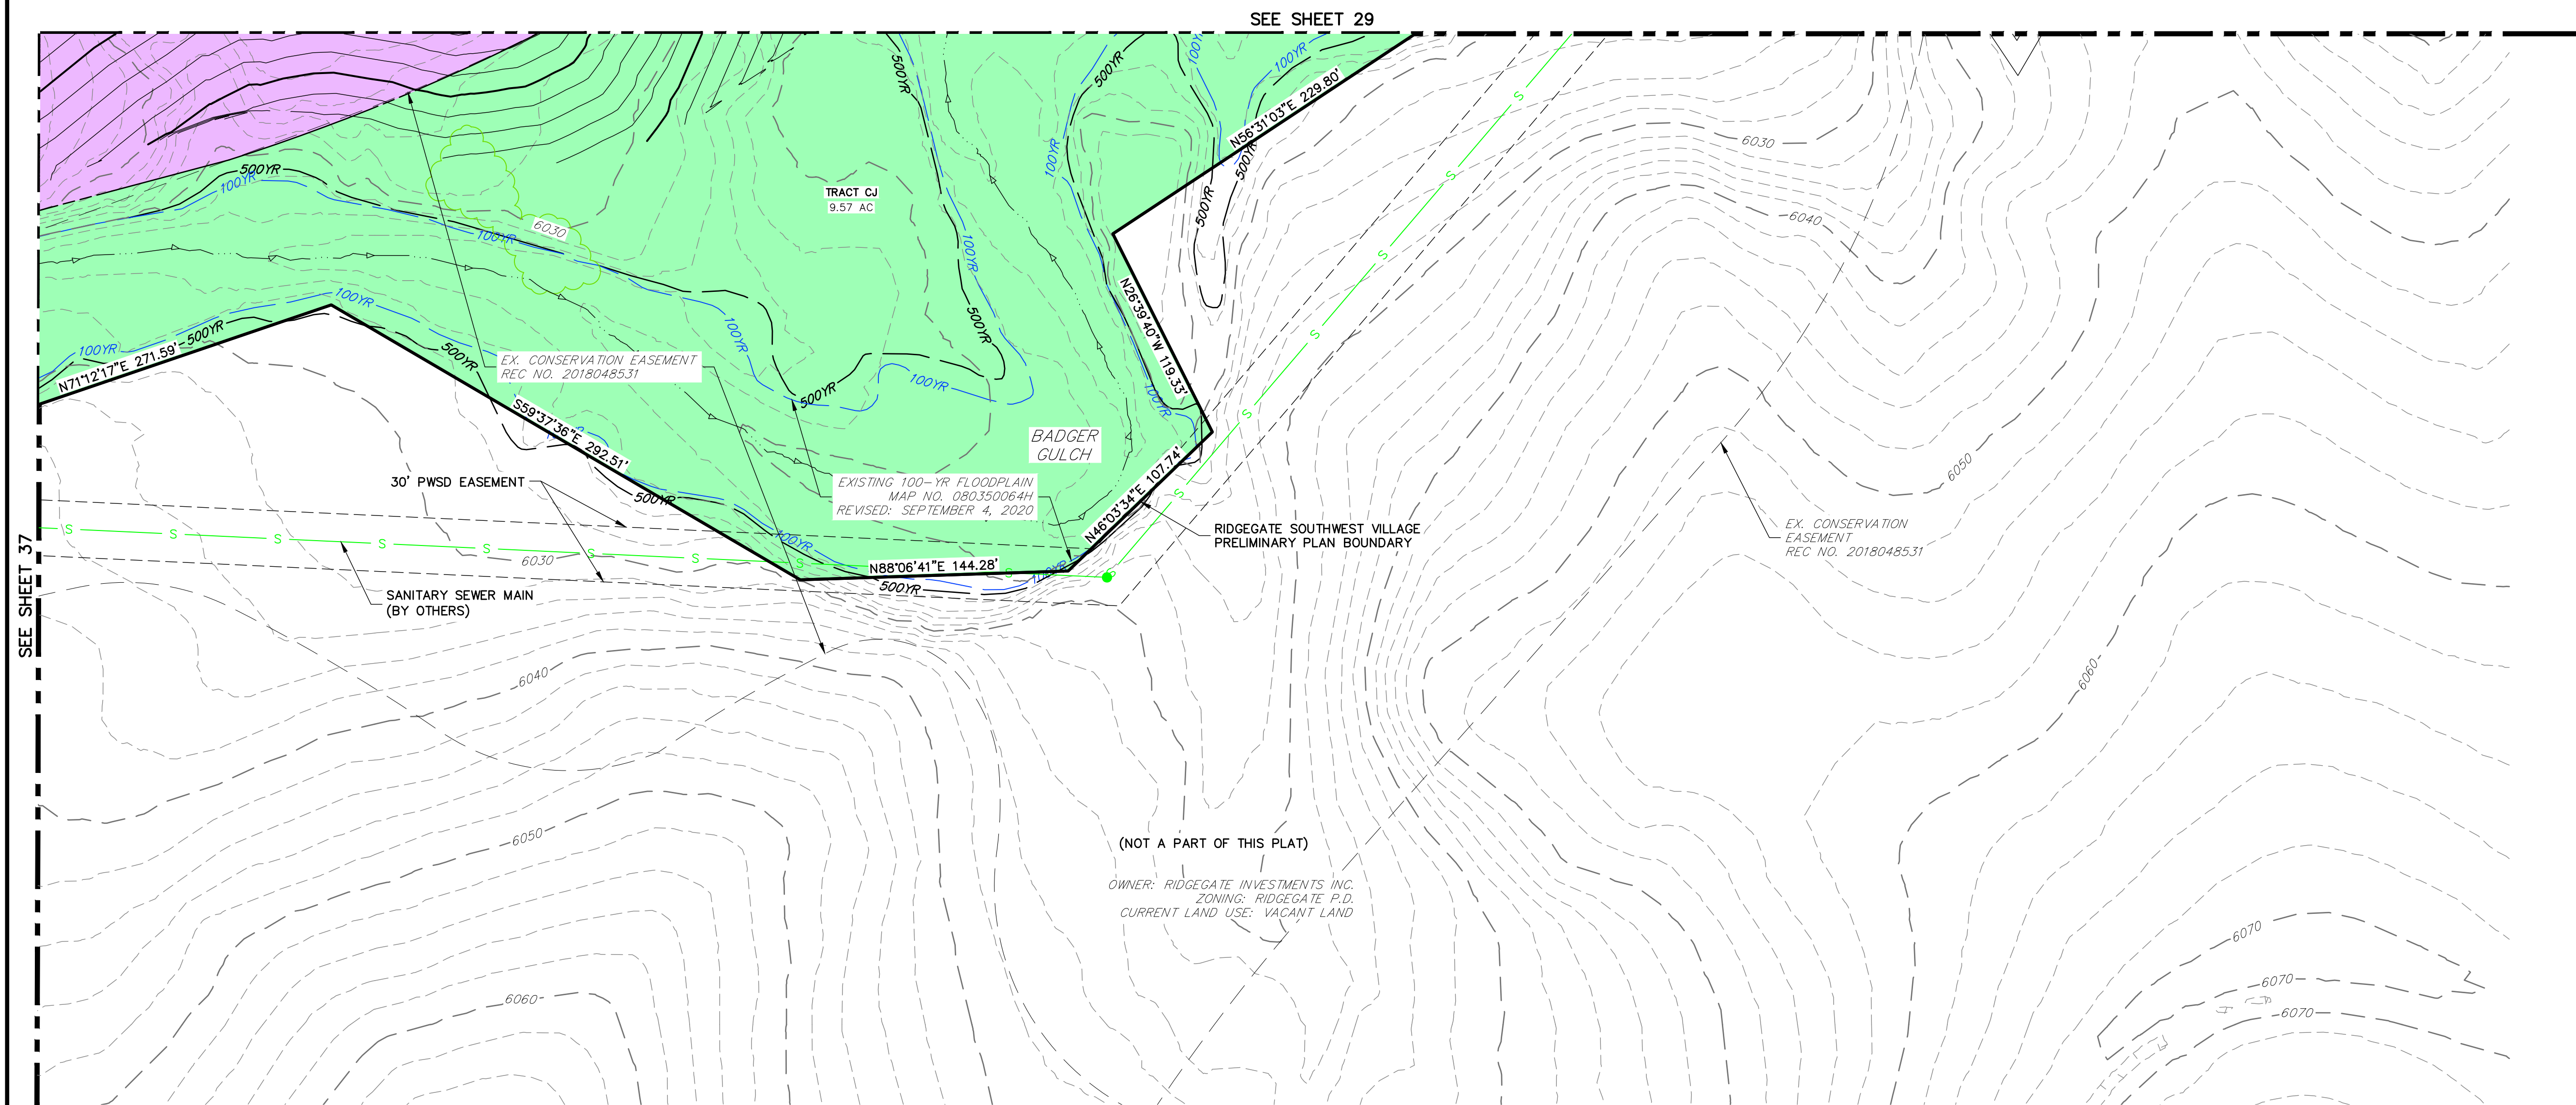 SEE SHEET 29
500YR
100YR
500YR
100YR
100YR
N56°31'03"E 229.80'
500YR
500YR
S
S
S
S
S
S
S
6030
6040
TRACT CJ
9.57 AC
500YR
100YR
100YR
6030
100YR
100YR
500YR
N26°39'40"W 119.33'
100YR
100YR
500YR
100YR
N71°12'17"E 271.59'
500YR
100YR
500YR
100YR
EX. CONSERVATION EASEMENT
REC NO. 2018048531
S59°37'36"E 292.51'
500YR
BADGER
GULCH
EXISTING 100-YR FLOODPLAIN
MAP NO. 080350064H
REVISED: SEPTEMBER 4, 2020
N46°03'34"E 107.74'
30' PWSD EASEMENT
500YR
100YR
RIDGEGATE SOUTHWEST VILLAGE
PRELIMINARY PLAN BOUNDARY
6050
EX. CONSERVATION
EASEMENT
REC NO. 2018048531
SEE SHEET 37
S
S
S
S
S
S
S
S
S
6030
N88°06'41"E 144.28'
100YR
500YR
SANITARY SEWER MAIN
(BY OTHERS)
6040
6060
6050
(NOT A PART OF THIS PLAT)
OWNER: RIDGEGATE INVESTMENTS INC.
ZONING: RIDGEGATE P.D.
CURRENT LAND USE: VACANT LAND
6060
6070
6070
6070